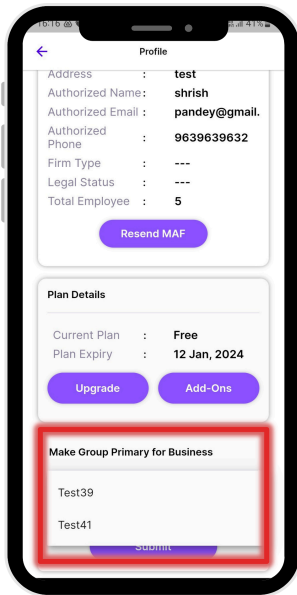 16:16 41%
Profile
Address : test
Authorized Name : shrish
Authorized Email : pandey@gmail.
Authorized Phone : 9639639632
Firm Type : ---
Legal Status : ---
Total Employee : 5
Resend MAF
Plan Details
Current Plan : Free
Plan Expiry : 12 Jan, 2024
Upgrade Add-Ons
Make Group Primary for Business
Test39
Test41
Submit